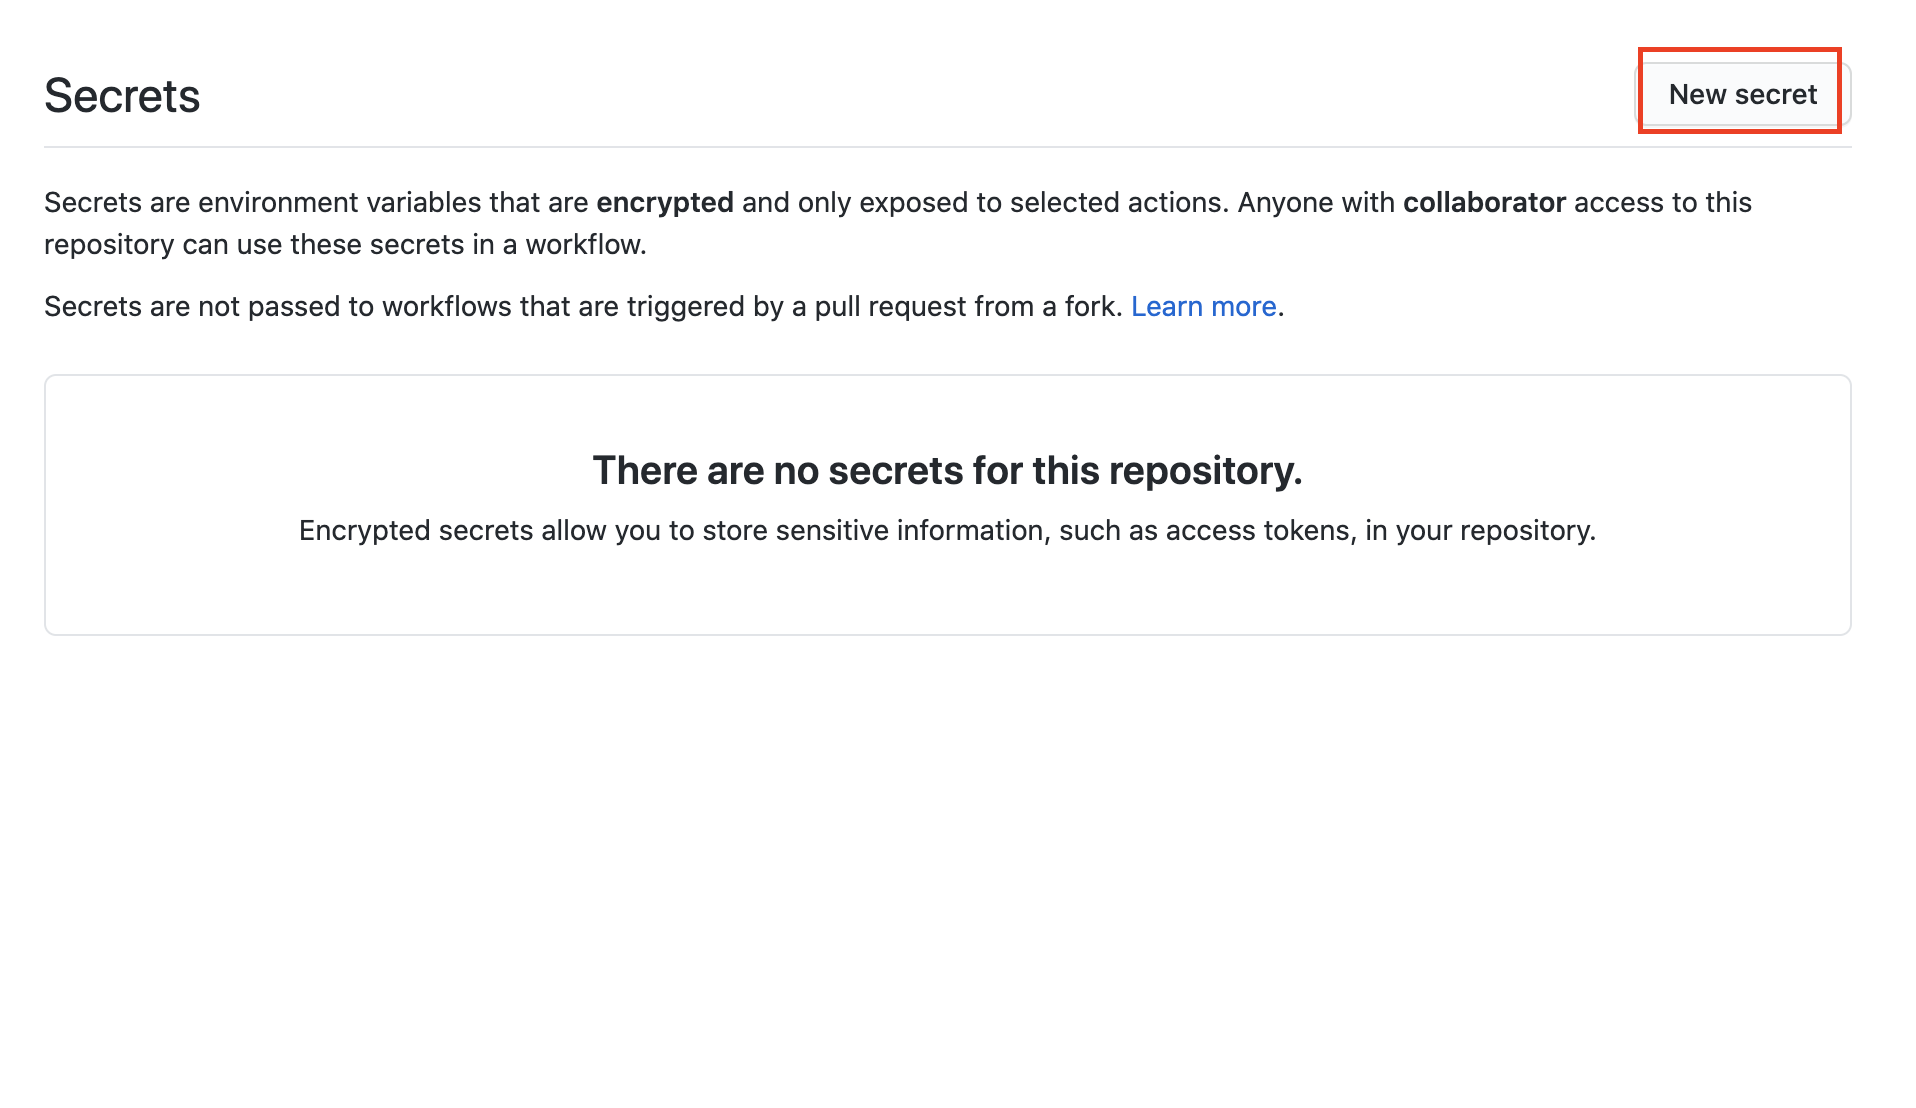 Secrets
New secret
Secrets are environment variables that are encrypted and only exposed to selected actions. Anyone with collaborator access to this
repository can use these secrets in a workflow.
Secrets are not passed to workflows that are triggered by a pull request from a fork. Learn more.
There are no secrets for this repository.
Encrypted secrets allow you to store sensitive information, such as access tokens, in your repository.